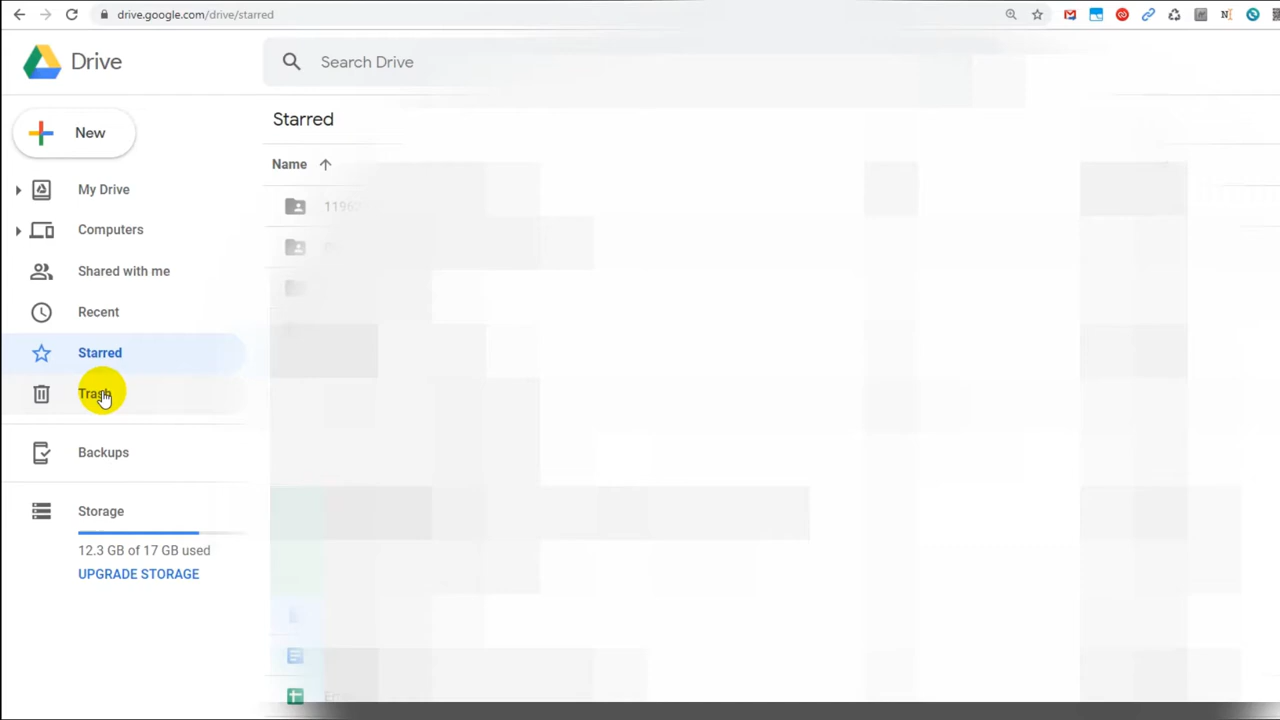 drive.google.com/drive/starred
Drive
Search Drive
New
Starred
Name
My Drive
Computers
Shared with me
Recent
Starred
Trash
Backups
Storage
12.3 GB of 17 GB used
UPGRADE STORAGE